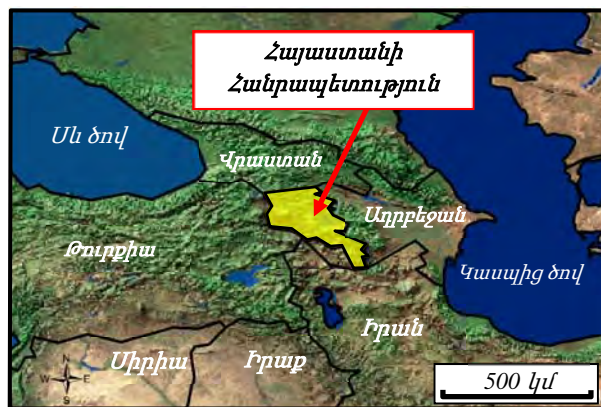 Հայաստանի
Հանրապետություն
Սև ծով
Վրաստան
Ադրբեջան
Թուրքիա
Կասպից ծով
Իրան
Սիրիա
Իրաք
N
W
E
S
500 կմ